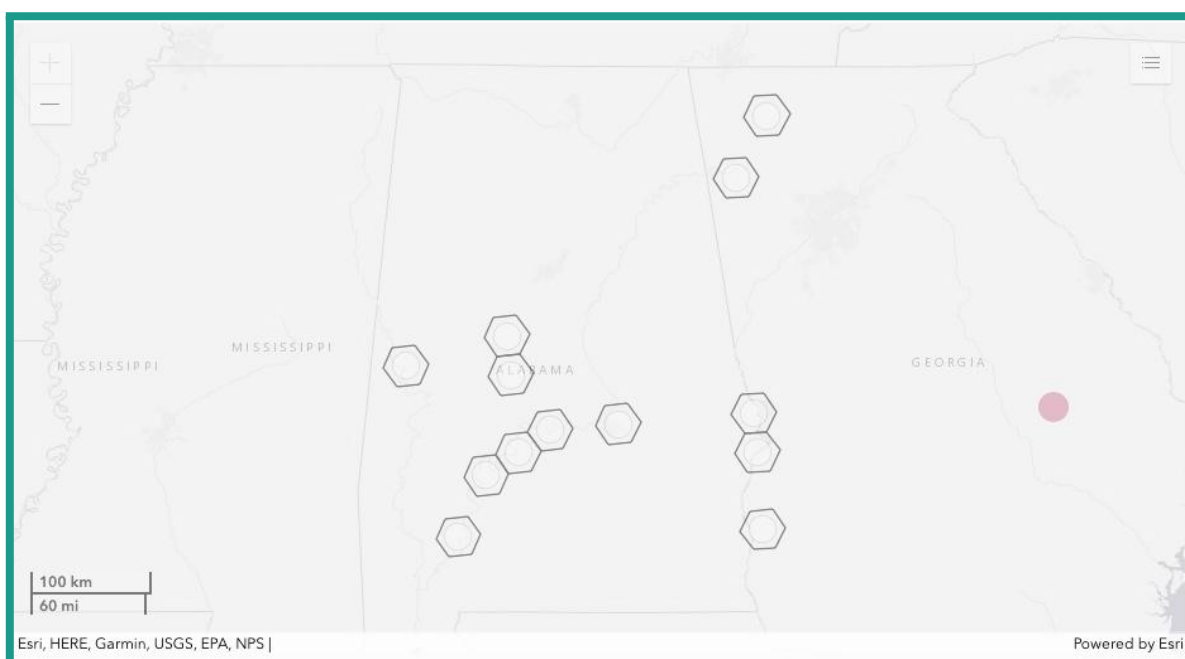 MISSISSIPPI
GEORGIA
MISSISSIPPI
ALABAMA
100 km
60 mi
Esri, HERE, Garmin, USGS, EPA, NPS |
Powered by Esri